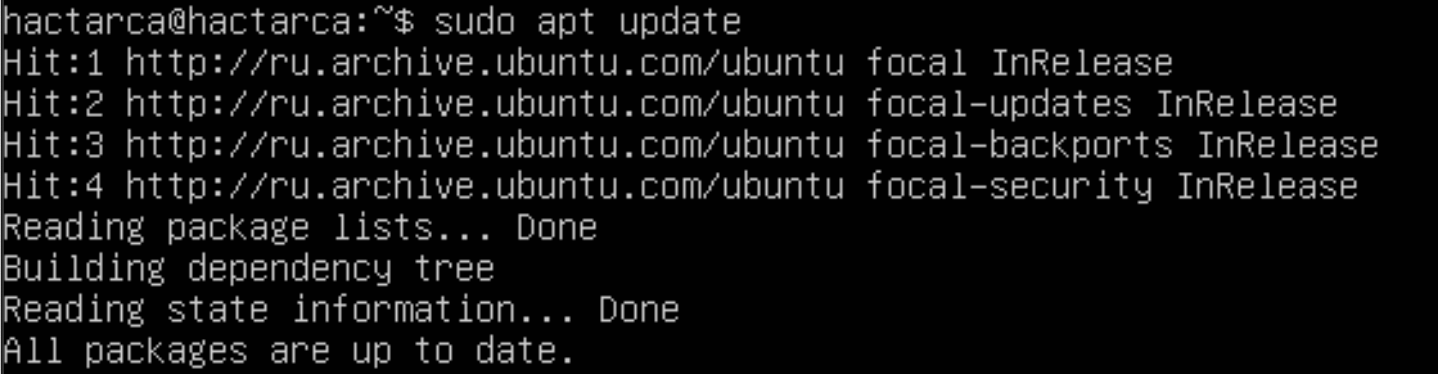 hactarca@hactarca:~$ sudo apt update
Hit:1 http://ru.archive.ubuntu.com/ubuntu focal InRelease
Hit:2 http://ru.archive.ubuntu.com/ubuntu focal-updates InRelease
Hit:3 http://ru.archive.ubuntu.com/ubuntu focal-backports InRelease
Hit:4 http://ru.archive.ubuntu.com/ubuntu focal-security InRelease
Reading package lists... Done
Building dependency tree
Reading state information... Done
All packages are up to date.